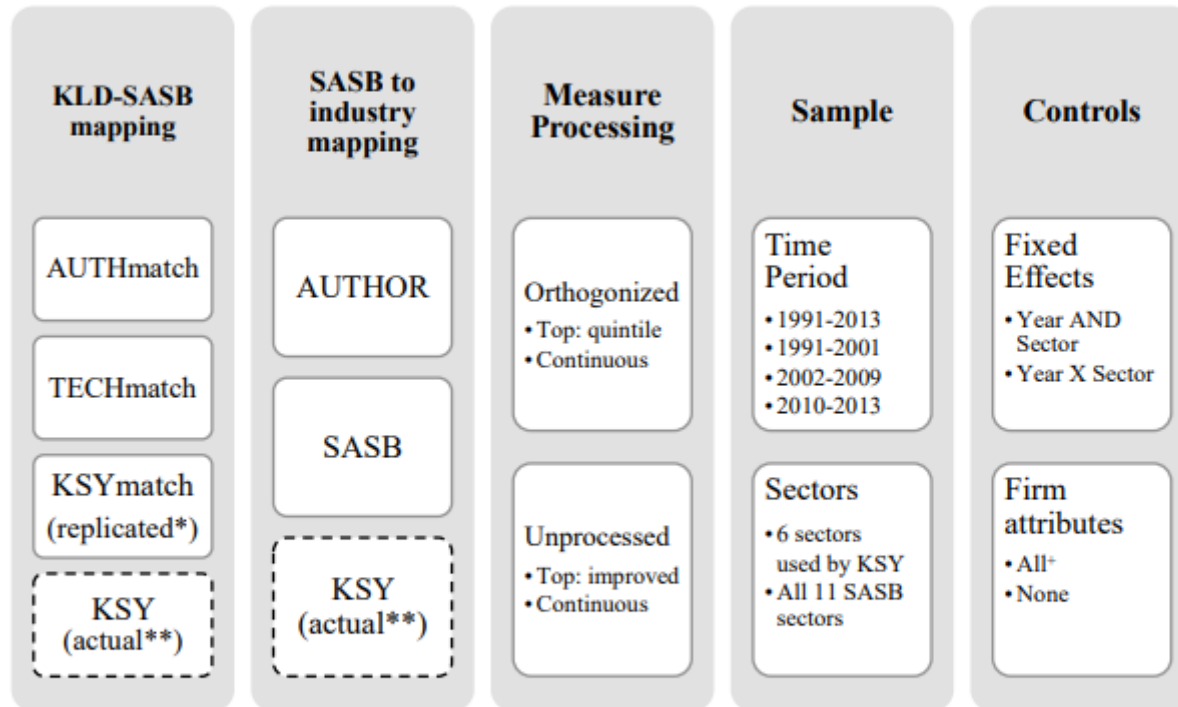 KLD-SASB
mapping
AUTHmatch
TECHmatch
KSYmatch
(replicated*)
KSY
(actual**)
SASB to
industry
mapping
AUTHOR
SASB
KSY
(actual**)
Measure
Processing
Orthogonized
• Top: quintile
• Continuous
Unprocessed
• Top: improved
• Continuous
Sample
Time
Period
• 1991-2013
• 1991-2001
• 2002-2009
• 2010-2013
Sectors
• 6 sectors
used by KSY
• All 11 SASB
sectors
Controls
Fixed
Effects
• Year AND
Sector
• Year X Sector
Firm
attributes
• All+
• None